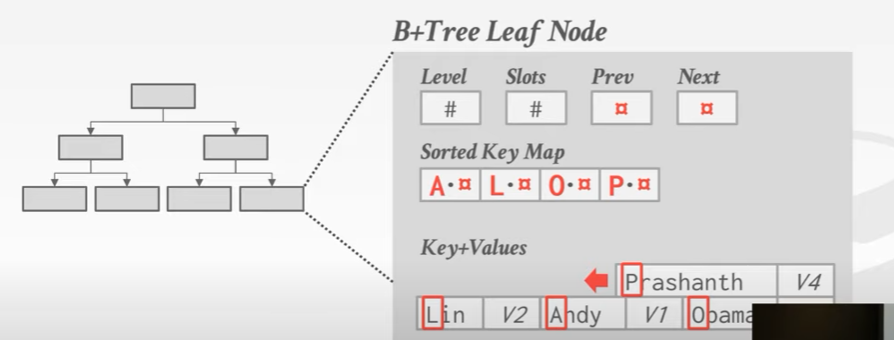 B+Tree Leaf Node
Level Slots Prev Next
# # ¤ ¤
Sorted Key Map
A·¤ L·¤ O·¤ P·¤
Key+Values
Prashanth V4
Lin V2 Andy V1 Obama